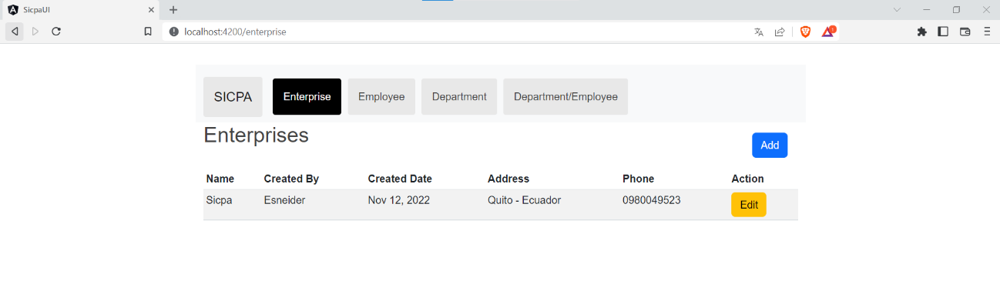 SicpaUI
localhost:4200/enterprise
SICPA Enterprise Employee Department Department/Employee
Enterprises
Add
Name Created By Created Date Address Phone Action
Sicpa Esneider Nov 12, 2022 Quito - Ecuador 0980049523 Edit